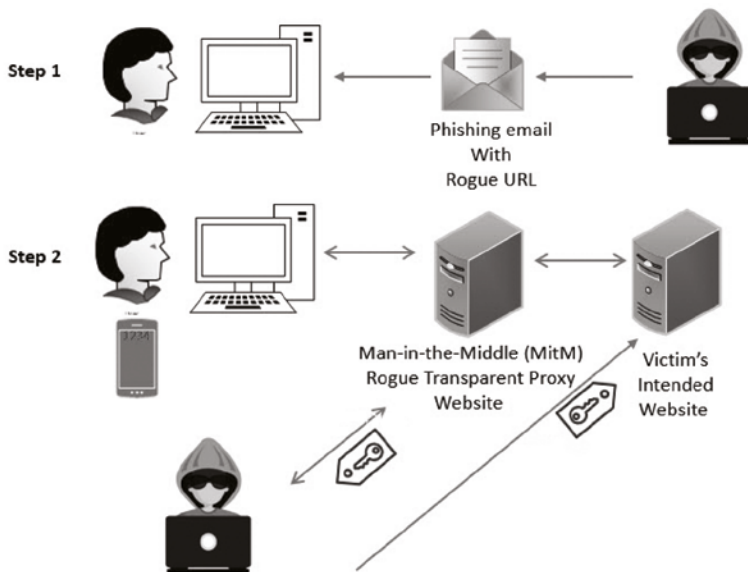 Step 1
Phishing email
With
Rogue URL
Step 2
1234
Man-in-the-Middle (MitM)
Rogue Transparent Proxy
Website
Victim's
Intended
Website